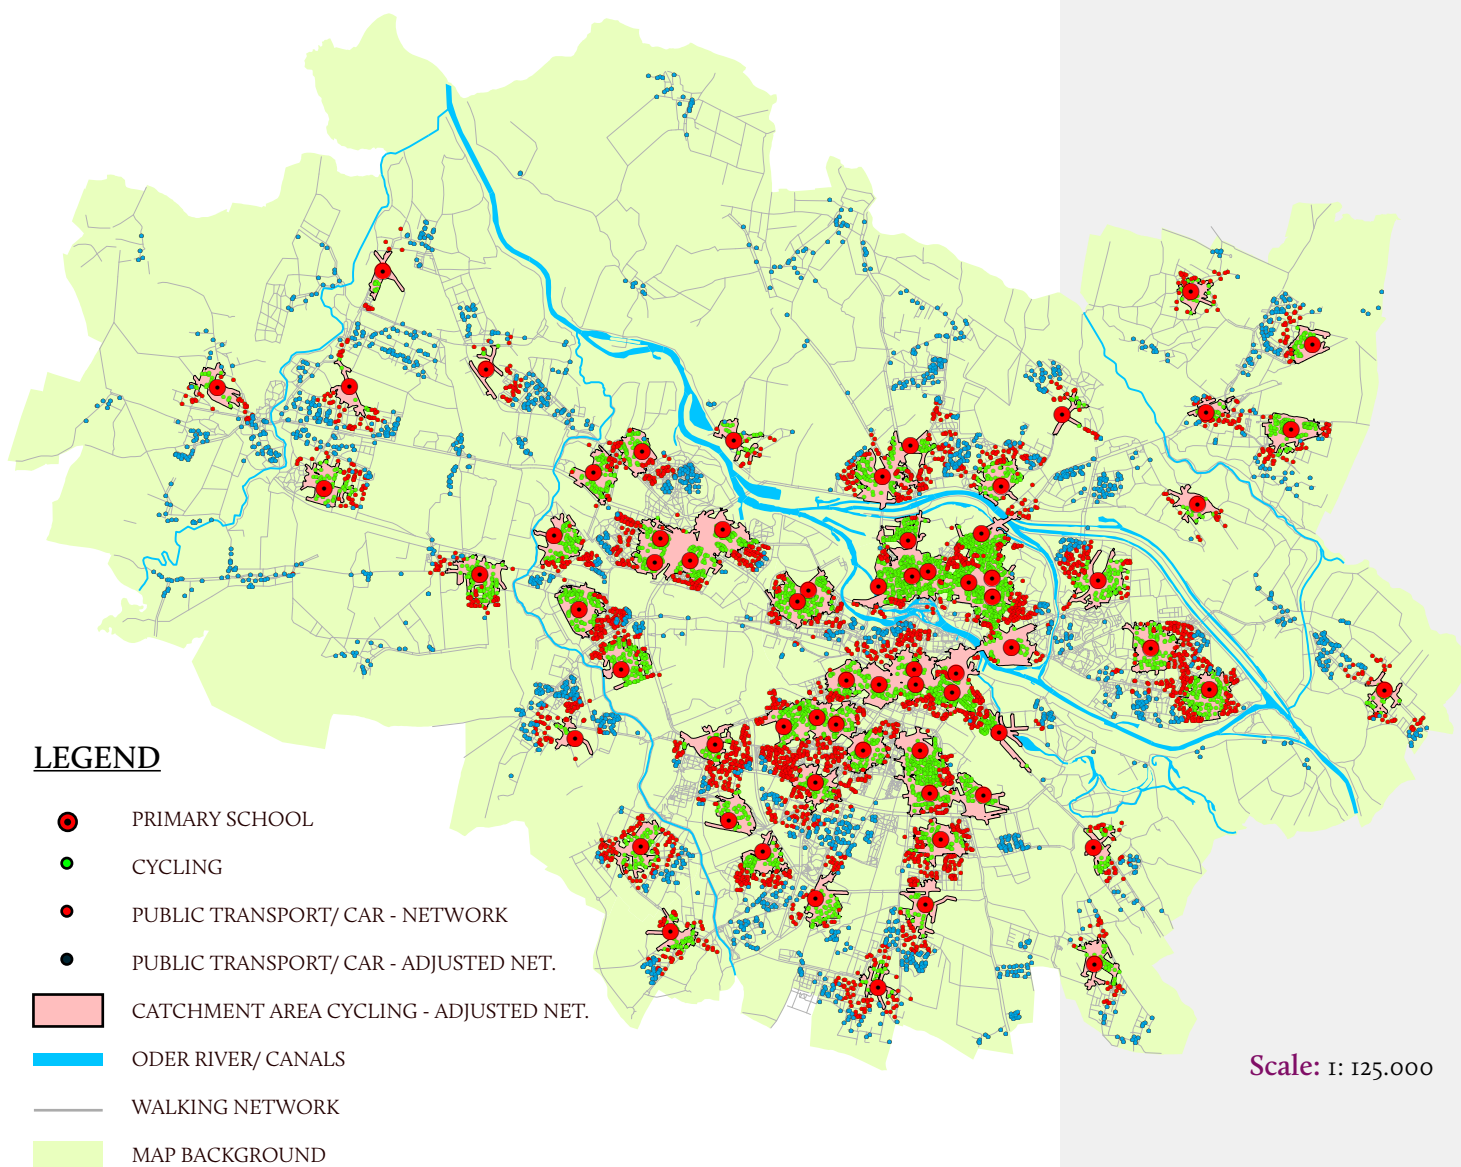 LEGEND
PRIMARY SCHOOL
CYCLING
PUBLIC TRANSPORT/ CAR - NETWORK
PUBLIC TRANSPORT/ CAR - ADJUSTED NET.
CATCHMENT AREA CYCLING - ADJUSTED NET.
ODER RIVER/ CANALS
WALKING NETWORK
MAP BACKGROUND
Scale: 1: 125.000